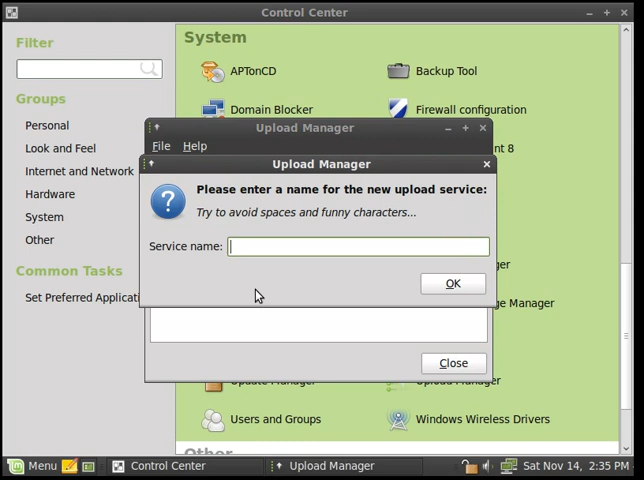 Control Center
Filter
Groups
Personal
Look and Feel
Internet and Network
Hardware
System
Other
Common Tasks
Set Preferred Applicati
System
APTonCD
Backup Tool
Domain Blocker
Firewall configuration
nt 8
ger
ge Manager
Update Manager
Upload Manager
Users and Groups
Windows Wireless Drivers
Other
Upload Manager
File Help
Upload Manager
Please enter a name for the new upload service:
Try to avoid spaces and funny characters...
Service name:
OK
Close
Menu
Control Center
Upload Manager
Sat Nov 14, 2:35 PM